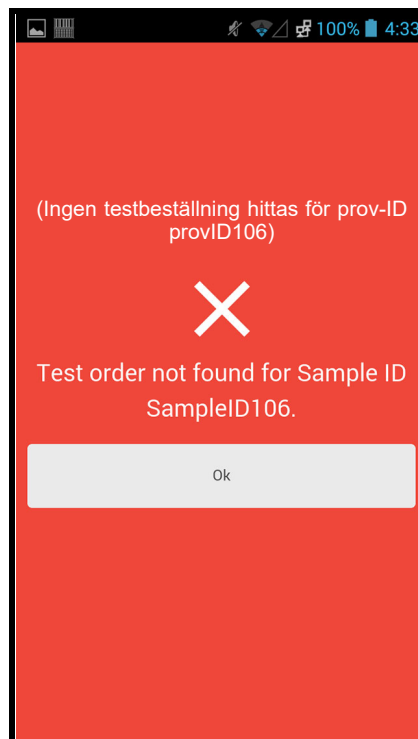 100% 4:33
(Ingen testbeställning hittas för prov-ID
provID106)
Test order not found for Sample ID
SampleID106.
Ok